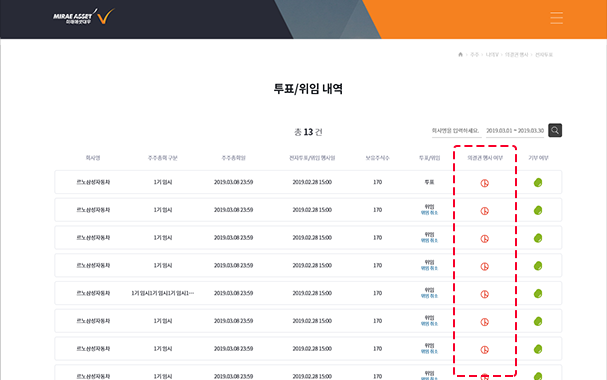 MIRAE ASSET
미래에셋대우
투표/위임 내역
총 13 건
회사명을 입력하세요. 2019.03.01 ~ 2019.03.30
회사명 주주총회 구분 주주총회일 전자투표/위임 행사일 보유주식수 투표/위임 의결권 행사 여부 기부 여부
르노삼성자동차 1기 임시 2019.03.08 23:59 2019.02.28 15:00 170 투표
르노삼성자동차 1기 임시 2019.03.08 23:59 2019.02.28 15:00 170 위임
위임 취소
르노삼성자동차 1기 임시 2019.03.08 23:59 2019.02.28 15:00 170 위임
위임 취소
르노삼성자동차 1기 임시 2019.03.08 23:59 2019.02.28 15:00 170 위임
위임 취소
르노삼성자동차 1기 임시1기 임시1기 임시1… 2019.03.08 23:59 2019.02.28 15:00 170 위임
위임 취소
르노삼성자동차 1기 임시 2019.03.08 23:59 2019.02.28 15:00 170 위임
위임 취소
르노삼성자동차 1기 임시 2019.03.08 23:59 2019.02.28 15:00 170 위임
위임 취소
르노삼성자동차 1기 임시 2019.03.08 23:59 2019.02.28 15:00 170 위임